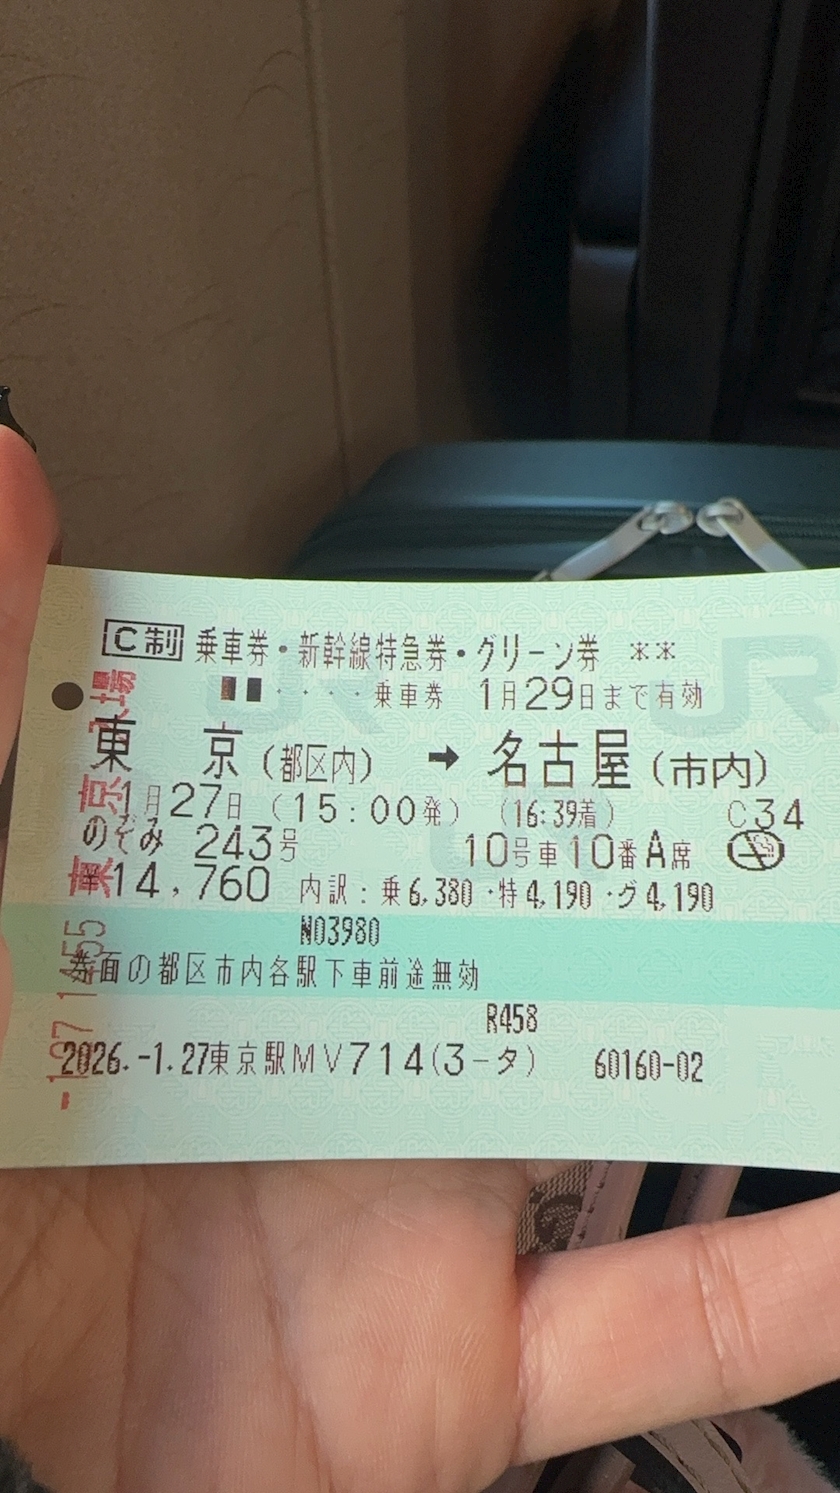 C制 乗車券・新幹線特急券・グリーン券 **
・・・・乗車券 1月29日まで有効
東 京(都区内) ➡ 名古屋(市内)
1月27日 (15:00発) (16:39着) C34
のぞみ 243号 10号車10番A席
14,760 内訳:乗6,380・特4,190・グ4,190
N03980
券面の都区市内各駅下車前途無効
R458
2026.-1.27東京駅MV714(3-タ) 60160-02
JR